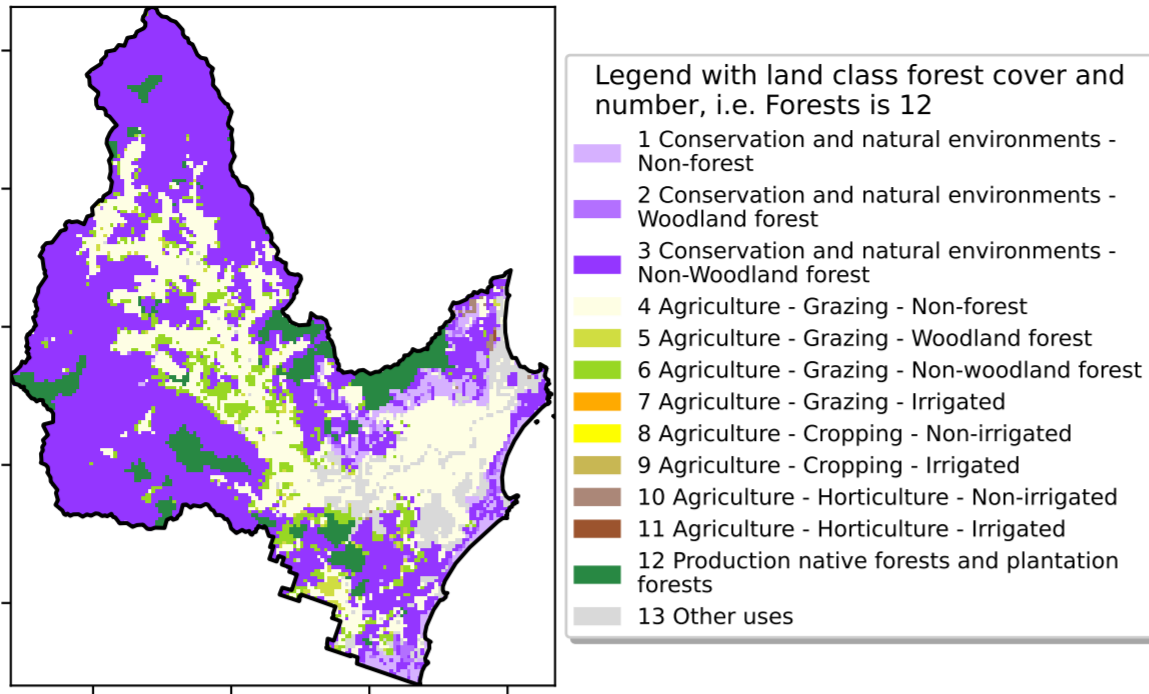 Legend with land class forest cover and
number, i.e. Forests is 12
1 Conservation and natural environments -
Non-forest
2 Conservation and natural environments -
Woodland forest
3 Conservation and natural environments -
Non-Woodland forest
4 Agriculture - Grazing - Non-forest
5 Agriculture - Grazing - Woodland forest
6 Agriculture - Grazing - Non-woodland forest
7 Agriculture - Grazing - Irrigated
8 Agriculture - Cropping - Non-irrigated
9 Agriculture - Cropping - Irrigated
10 Agriculture - Horticulture - Non-irrigated
11 Agriculture - Horticulture - Irrigated
12 Production native forests and plantation
forests
13 Other uses